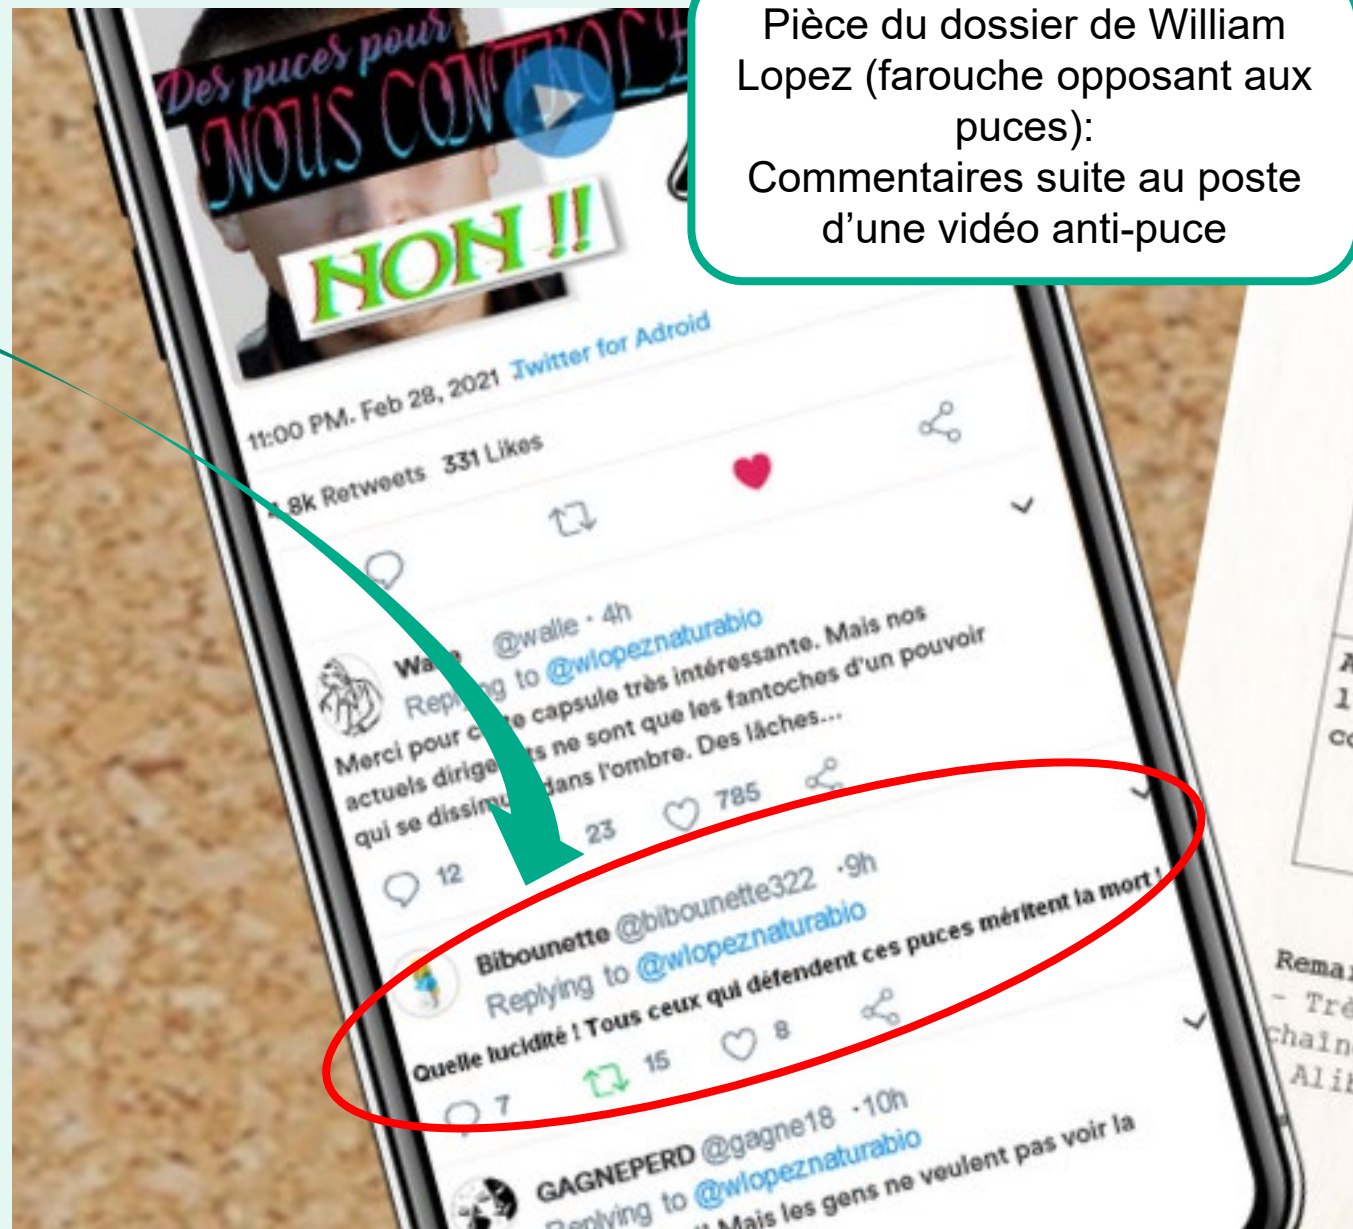 Pièce du dossier de William
Lopez (farouche opposant aux
puces):
Commentaires suite au poste
d'une vidéo anti-puce
Des puces pour
NOUS
NON !!
11:00 PM. Feb 28, 2021 Twitter for Adroid
8k Retweets 331 Likes
@walle · 4h
Replying to @wlopeznaturabio
Merci pour capsule très intéressante. Mais nos
actuels ne sont que les fantoches d'un pouvoir
qui se dans l'ombre. Des lâches...
12 23 785
Bibounette @bibounette322 ·9h
Replying to @wlopeznaturabio
Quelle lucidité ! Tous ceux qui défendent ces puces méritent la mort !
7 15 8
GAGNEPERD @gagne18 ·10h
Replying to @wlopeznaturabio
!! Mais les gens ne veulent pas voir la